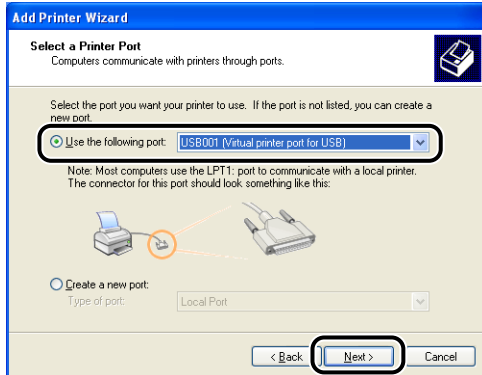 Add Printer Wizard
Select a Printer Port
Computers communicate with printers through ports.
Select the port you want your printer to use. If the port is not listed, you can create a
new port.
Use the following port: USB001 (Virtual printer port for USB)
Note: Most computers use the LPT1: port to communicate with a local printer.
The connector for this port should look something like this:
Create a new port:
Type of port: Local Port
< Back Next > Cancel